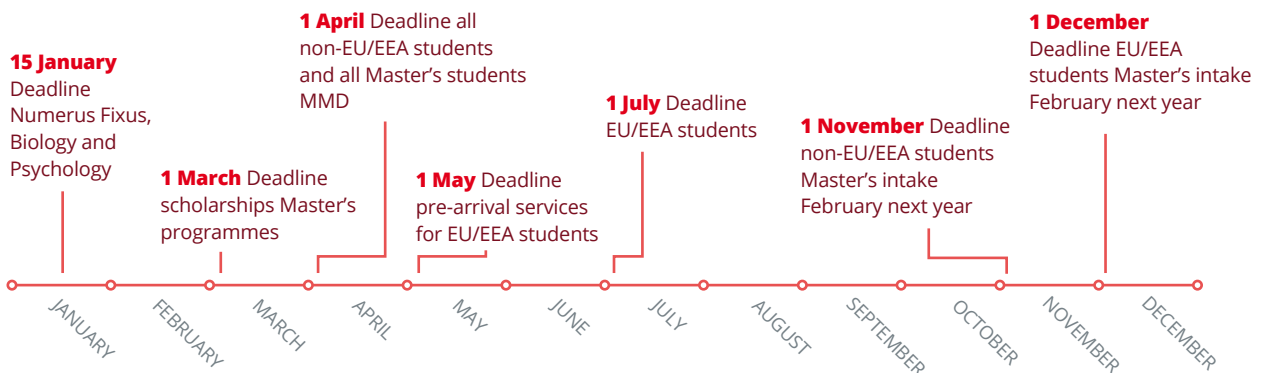 15 January
Deadline
Numerus Fixus,
Biology and
Psychology
1 March Deadline
scholarships Master's
programmes
1 April Deadline all
non-EU/EEA students
and all Master's students
MMD
1 May Deadline
pre-arrival services
for EU/EEA students
1 July Deadline
EU/EEA students
1 November Deadline
non-EU/EEA students
Master's intake
February next year
1 December
Deadline EU/EEA
students Master's intake
February next year
JANUARY
FEBRUARY
MARCH
APRIL
MAY
JUNE
JULY
AUGUST
SEPTEMBER
OCTOBER
NOVEMBER
DECEMBER